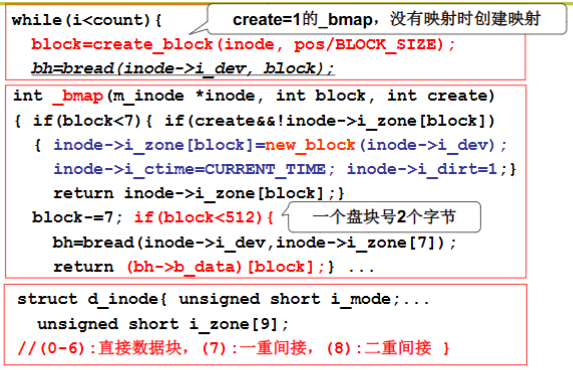 while(i<count){
create=1的_bmap，没有映射时创建映射
block=create_block(inode, pos/BLOCK_SIZE);
bh=bread(inode->i_dev, block);
int _bmap(m_inode *inode, int block, int create)
{ if(block<7){ if(create&&!inode->i_zone[block])
{ inode->i_zone[block]=new_block(inode->i_dev);
inode->i_ctime=CURRENT_TIME; inode->i_dirt=1;}
return inode->i_zone[block];}
block-=7; if(block<512){
一个盘块号2个字节
bh=bread(inode->i_dev,inode->i_zone[7]);
return (bh->b_data)[block];} ...
struct d_inode{ unsigned short i_mode;...
unsigned short i_zone[9];
//(0-6):直接数据块，(7):一重间接，(8):二重间接 }